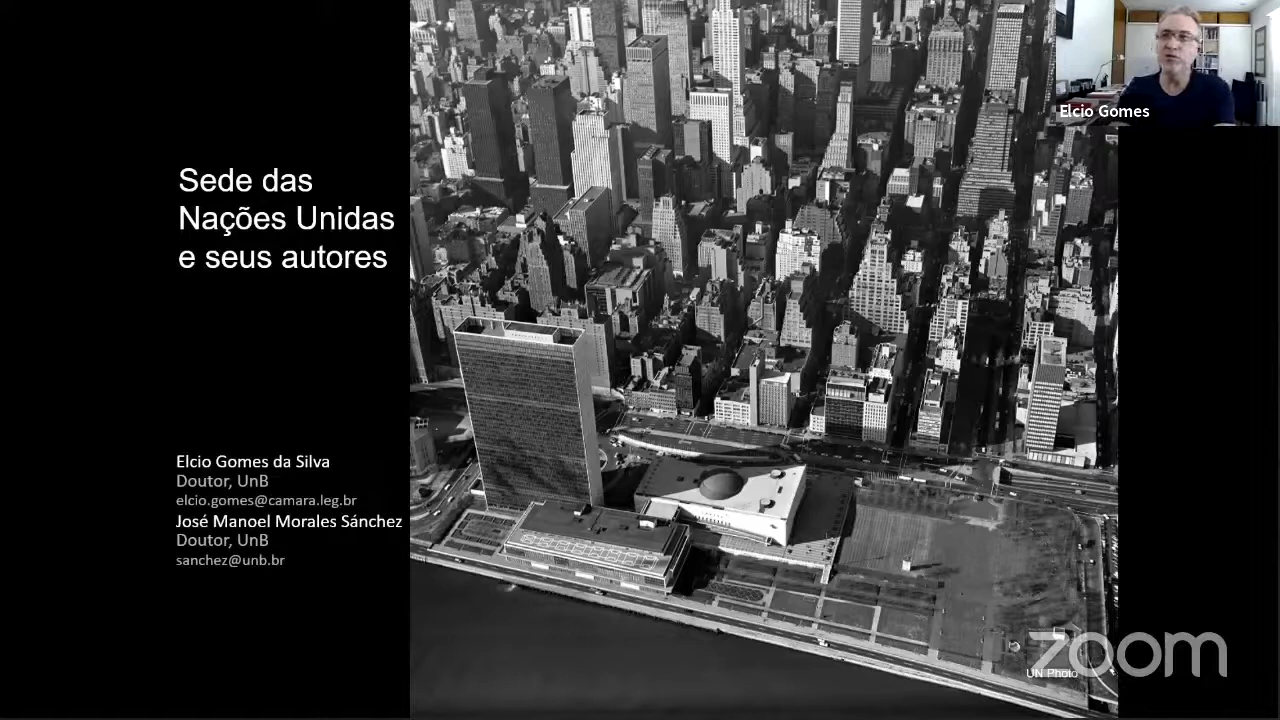 Elcio Gomes
Sede das
Nações Unidas
e seus autores
Elcio Gomes da Silva
Doutor, UnB
elcio.gomes@camara.leg.br
José Manoel Morales Sánchez
Doutor, UnB
sanchez@unb.br
zoom
UN Photo